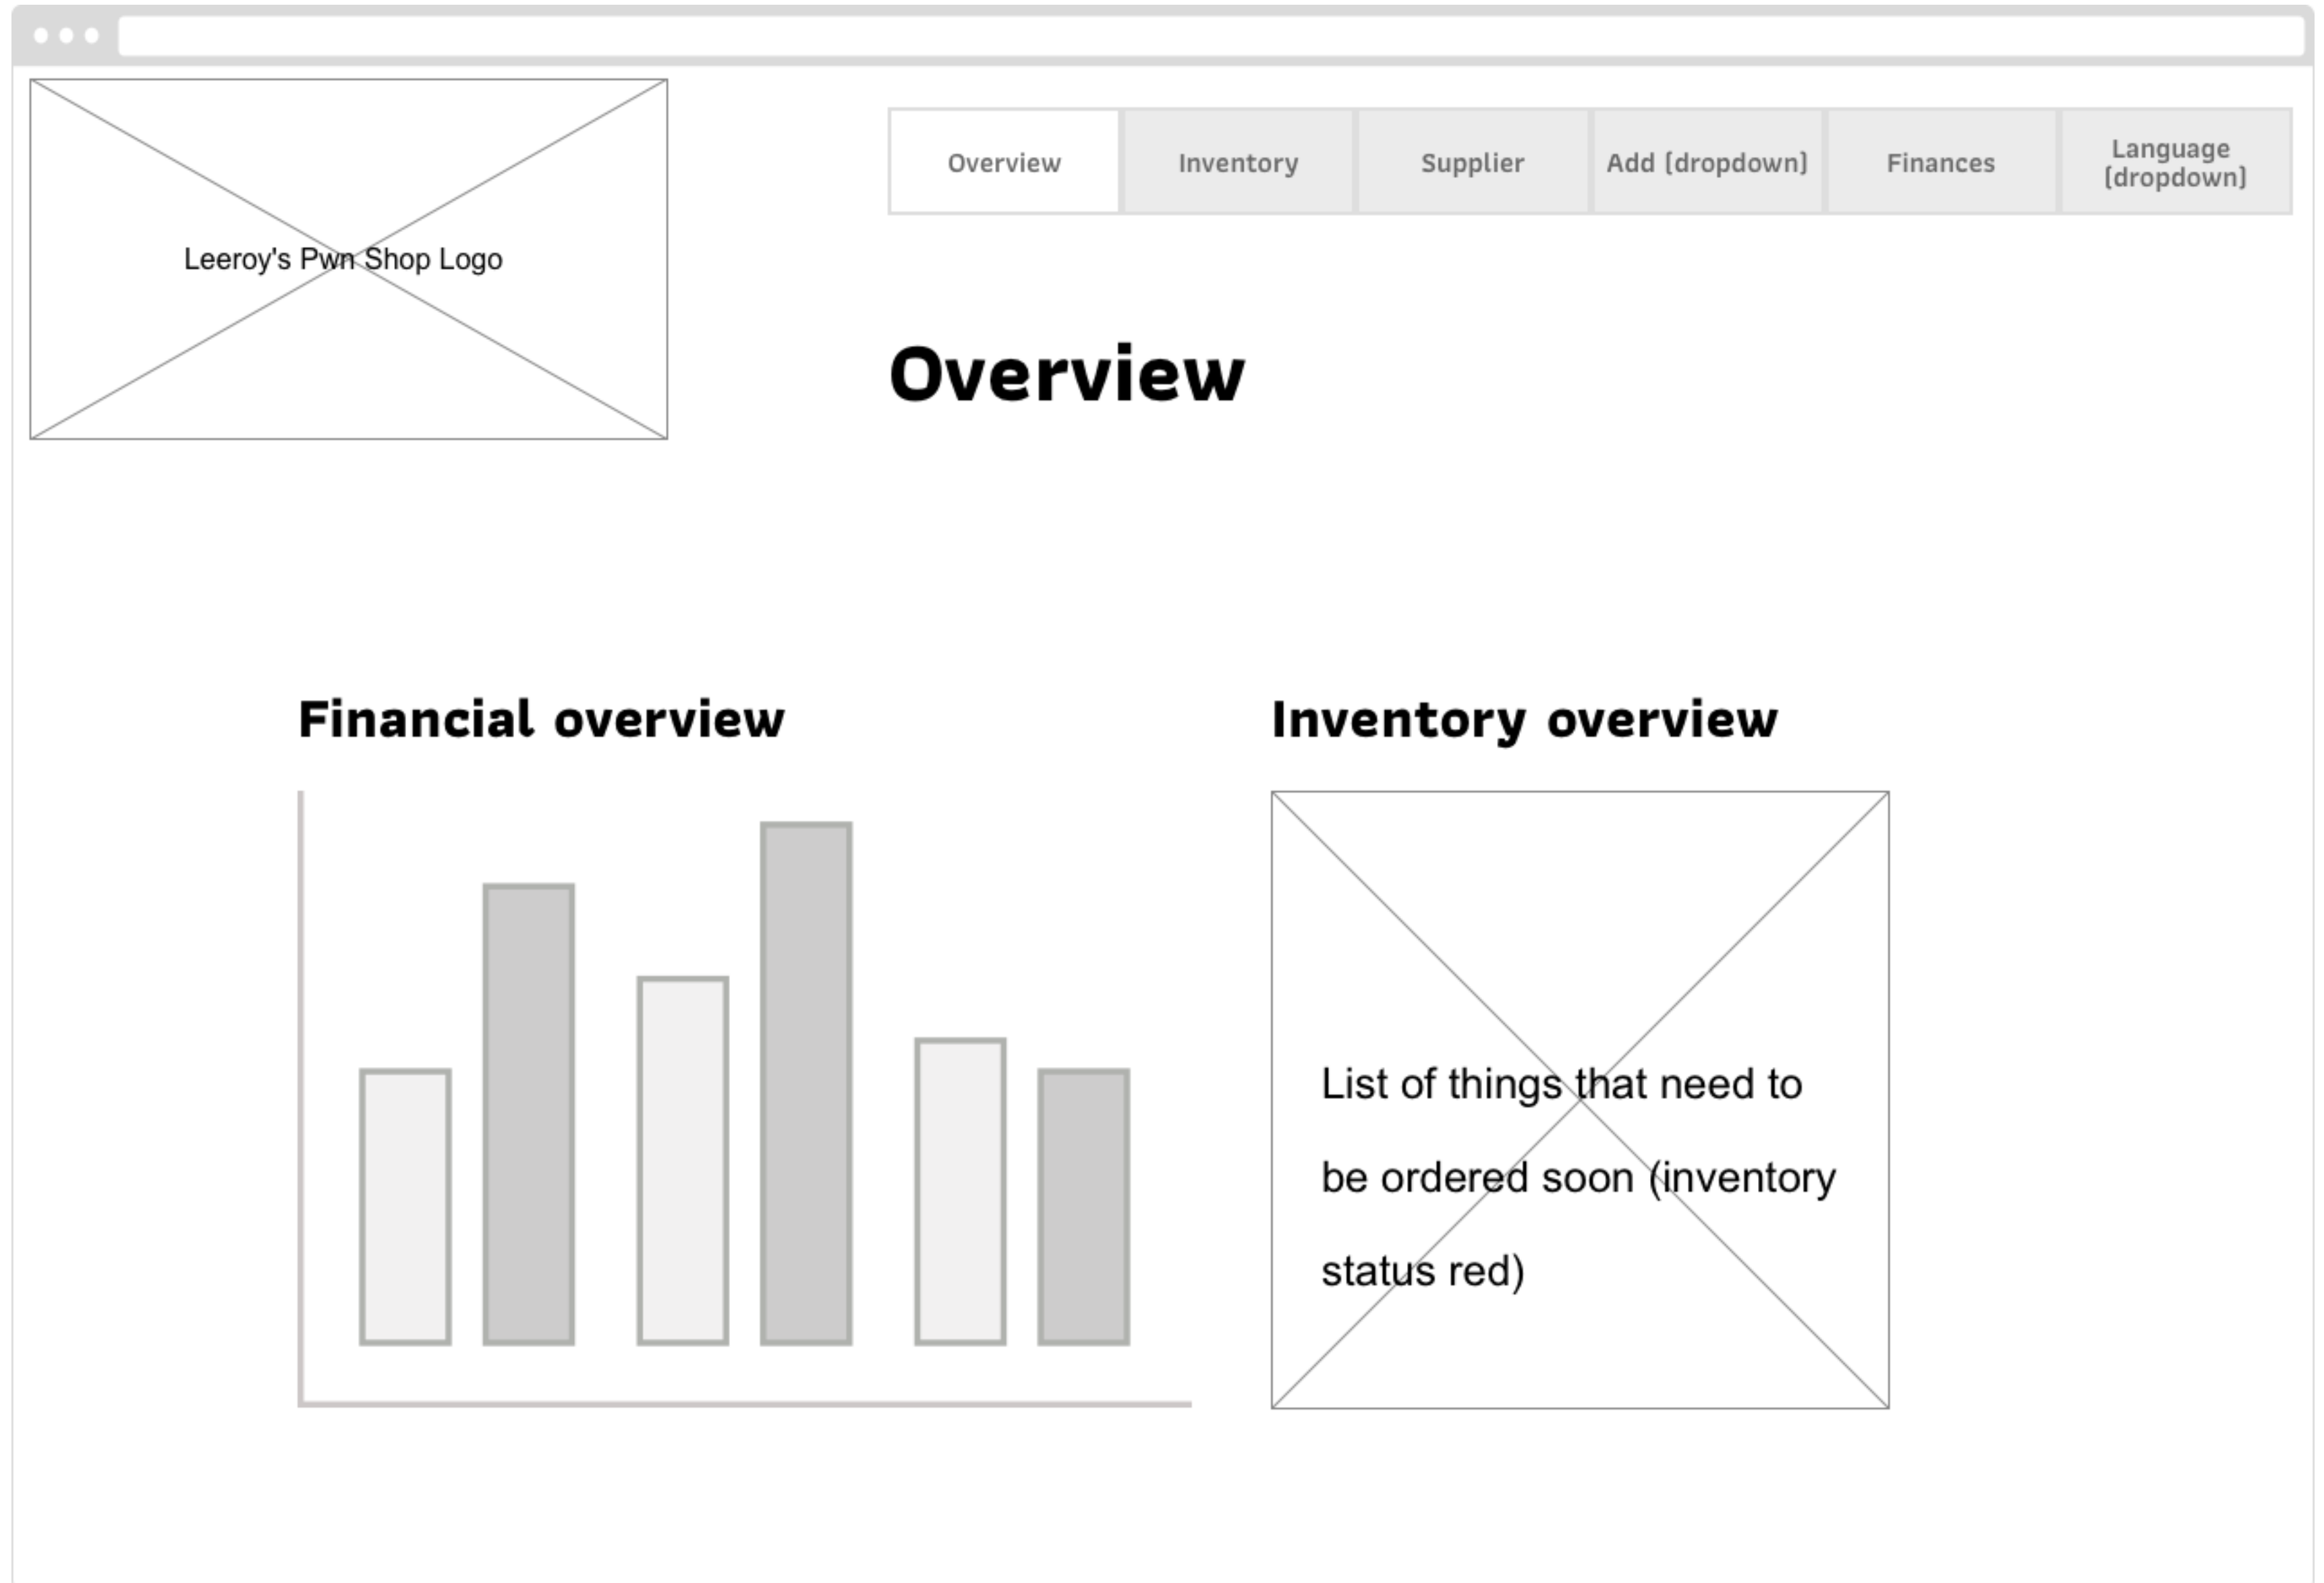 Overview
Inventory
Supplier
Add (dropdown)
Finances
Language
(dropdown)
Leeroy's Pwn Shop Logo
Overview
Financial overview
Inventory overview
List of things that need to
be ordered soon (inventory
status red)